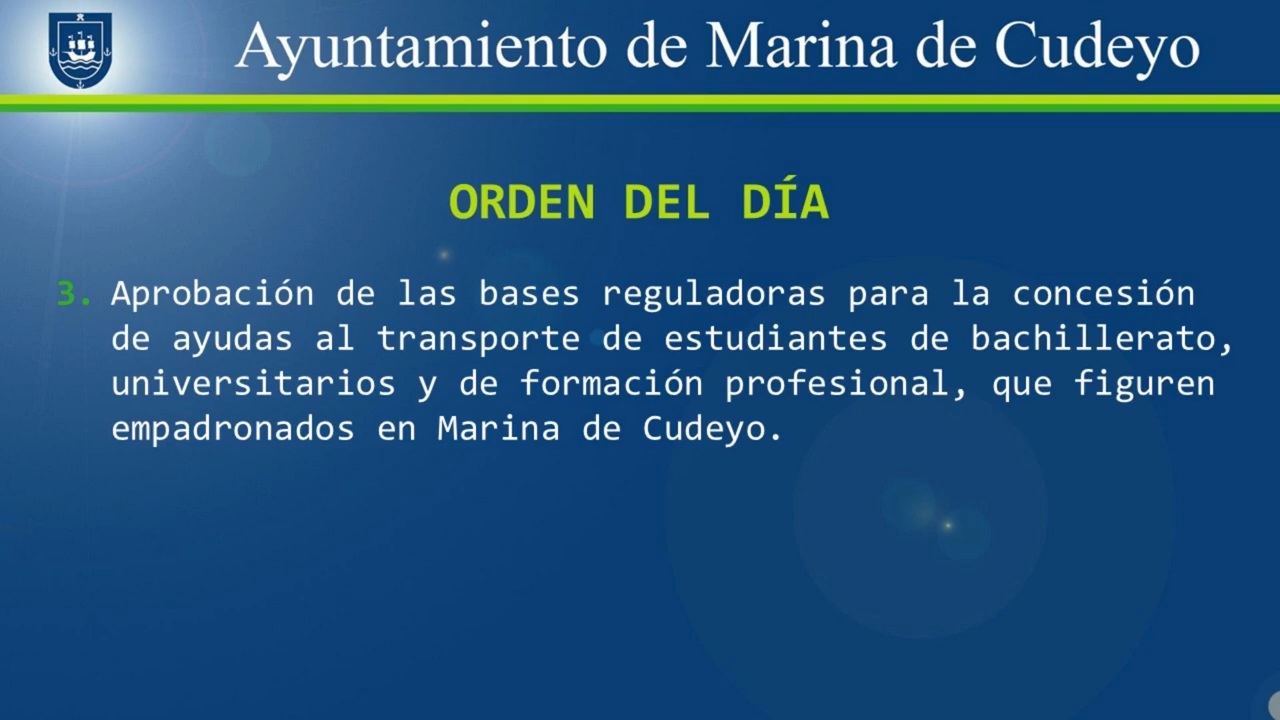 Ayuntamiento de Marina de Cudeyo
ORDEN DEL DÍA
3. Aprobación de las bases reguladoras para la concesión
de ayudas al transporte de estudiantes de bachillerato,
universitarios y de formación profesional, que figuren
empadronados en Marina de Cudeyo.